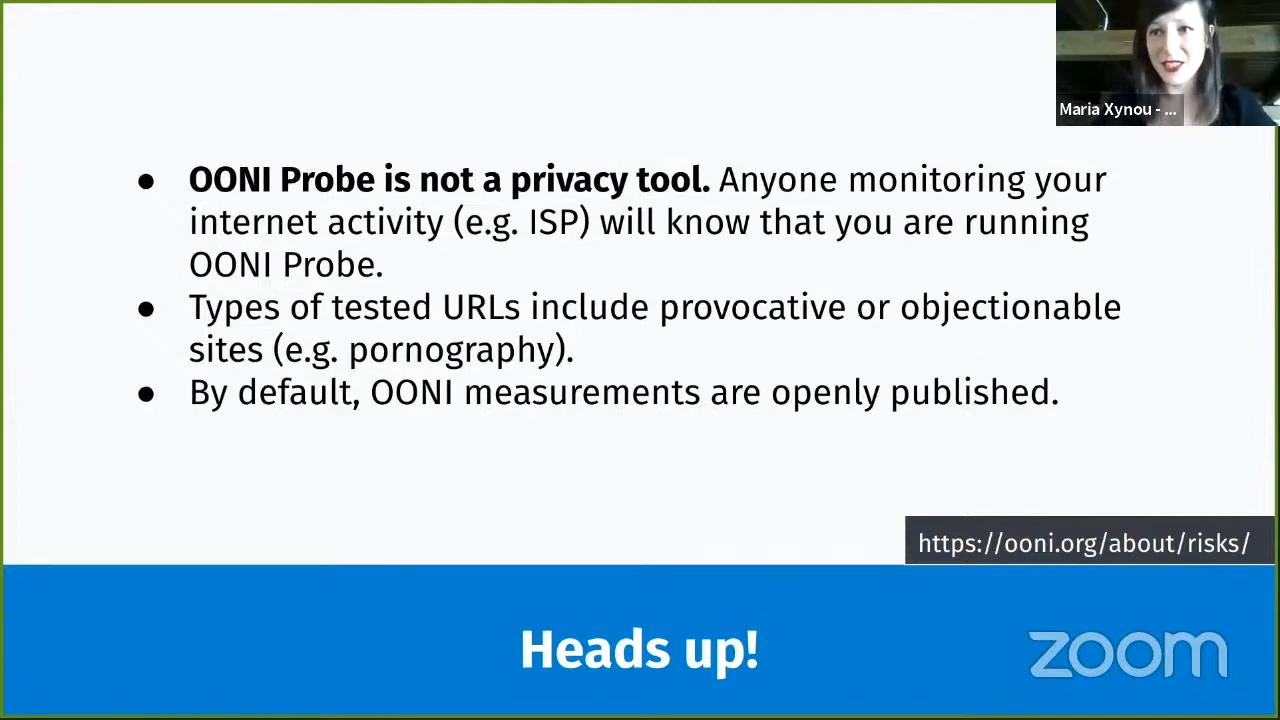 Maria Xynou - ...
● OONI Probe is not a privacy tool. Anyone monitoring your
internet activity (e.g. ISP) will know that you are running
OONI Probe.
● Types of tested URLs include provocative or objectionable
sites (e.g. pornography).
● By default, OONI measurements are openly published.
https://ooni.org/about/risks/
Heads up!
zoom